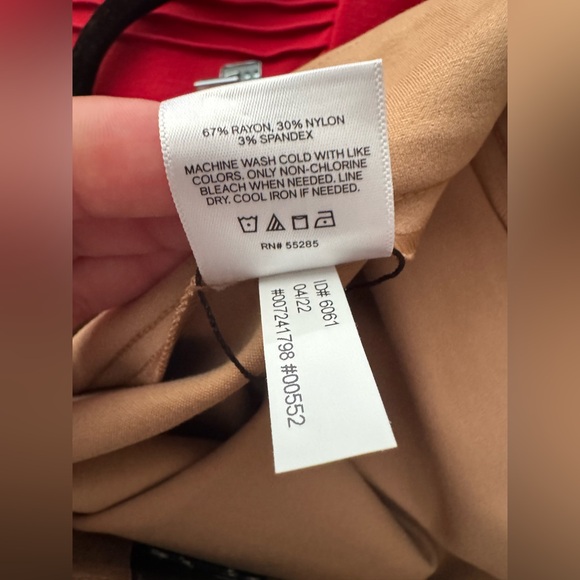 67% RAYON, 30% NYLON
3% SPANDEX
MACHINE WASH COLD WITH LIKE
COLORS. ONLY NON-CHLORINE
BLEACH WHEN NEEDED. LINE
DRY. COOL IRON IF NEEDED.
RN# 55285
ID# 6061
04/22
#007241798 #00552